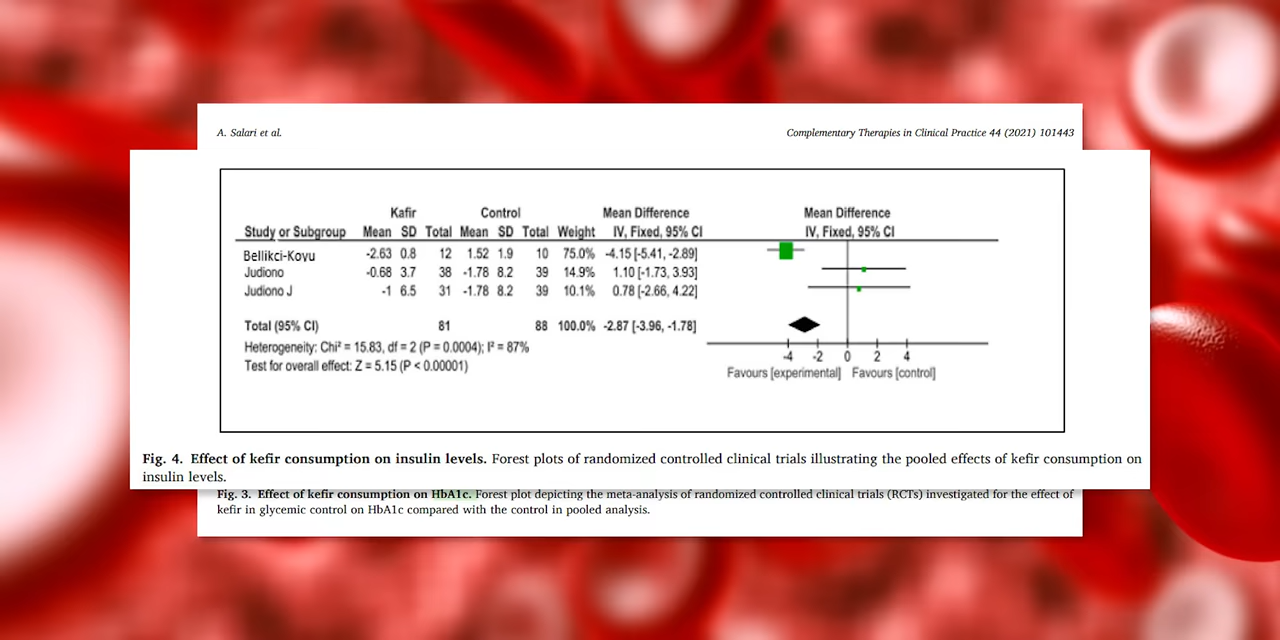 A. Salari et al.
Complementary Therapies in Clinical Practice 44 (2021) 101443
Kafir Control Mean Difference Mean Difference
Study or Subgroup Mean SD Total Mean SD Total Weight IV, Fixed, 95% CI IV, Fixed, 95% CI
Bellikci-Koyu -2.63 0.8 12 1.52 1.9 10 75.0% -4.15 [-5.41, -2.89]
Judiono -0.68 3.7 38 -1.78 8.2 39 14.9% 1.10 [-1.73, 3.93]
Judiono J -1 6.5 31 -1.78 8.2 39 10.1% 0.78 [-2.66, 4.22]
Total (95% CI) 81 88 100.0% -2.87 [-3.96, -1.78]
Heterogeneity: Chi² = 15.83, df = 2 (P = 0.0004); I² = 87%
Test for overall effect: Z = 5.15 (P < 0.00001)
-4 -2 0 2 4
Favours [experimental] Favours [control]
Fig. 4. Effect of kefir consumption on insulin levels. Forest plots of randomized controlled clinical trials illustrating the pooled effects of kefir consumption on
insulin levels.
Fig. 3. Effect of kefir consumption on HbA1c. Forest plot depicting the meta-analysis of randomized controlled clinical trials (RCTs) investigated for the effect of
kefir in glycemic control on HbA1c compared with the control in pooled analysis.